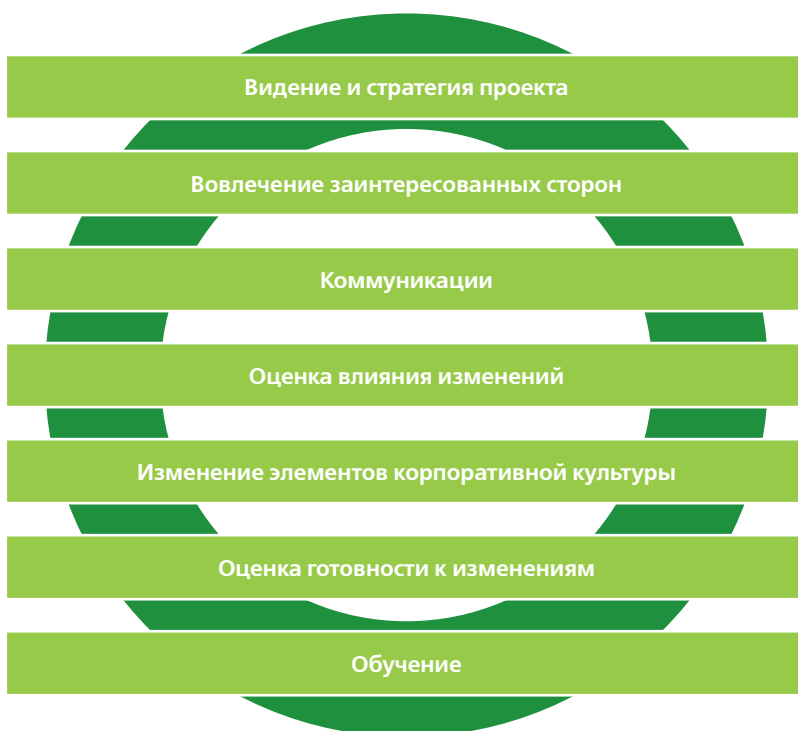 Видение и стратегия проекта
Вовлечение заинтересованных сторон
Коммуникации
Оценка влияния изменений
Изменение элементов корпоративной культуры
Оценка готовности к изменениям
Обучение